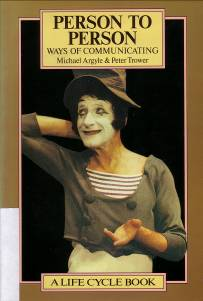 PERSON TO
PERSON
WAYS OF COMMUNICATING
Michael Argyle & Peter Trower
A LIFE CYCLE BOOK